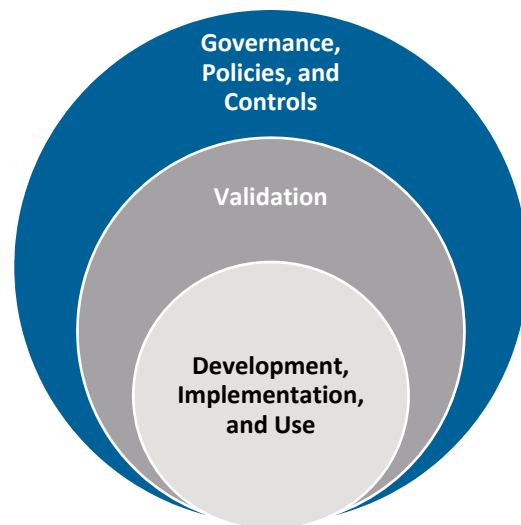 Governance,
Policies, and
Controls
Validation
Development,
Implementation,
and Use